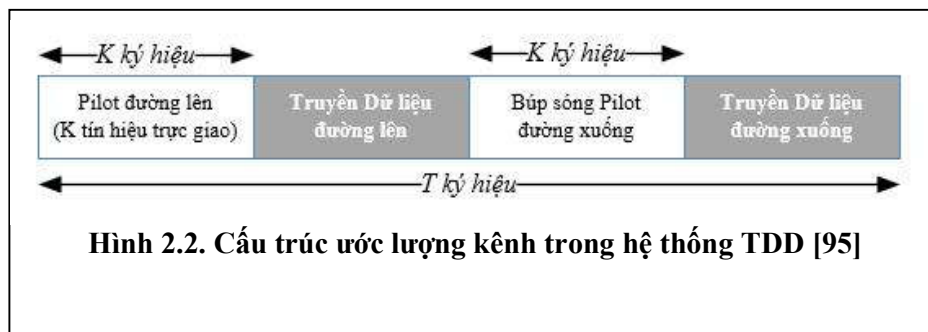 K ký hiệu
K ký hiệu
Pilot đường lên
(K tín hiệu trực giao)
Truyền Dữ liệu
đường lên
Búp sóng Pilot
đường xuống
Truyền Dữ liệu
đường xuống
T ký hiệu
Hình 2.2. Cấu trúc ước lượng kênh trong hệ thống TDD [95]